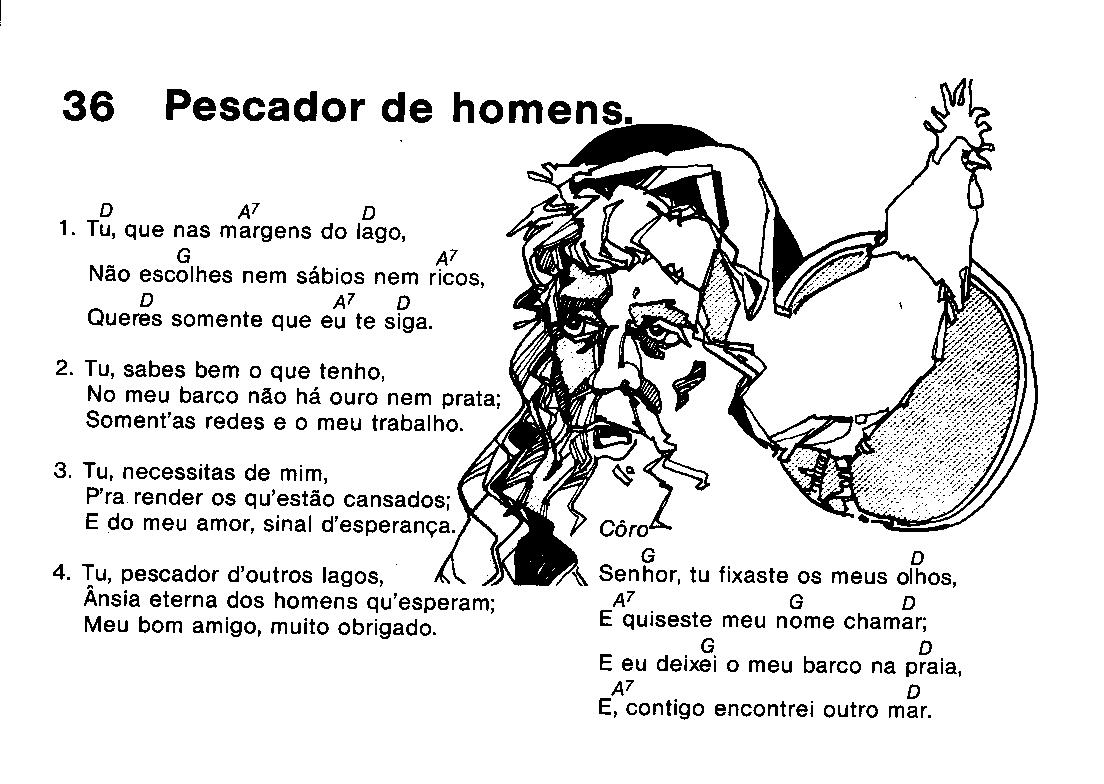 36 Pescador de homens.
D A7 D
1. Tu, que nas margens do lago,
G A7
Não escolhes nem sábios nem ricos,
D A7 D
Queres somente que eu te siga.
2. Tu, sabes bem o que tenho,
No meu barco não há ouro nem prata;
Soment'as redes e o meu trabalho.
3. Tu, necessitas de mim,
P'ra render os qu'estão cansados;
E do meu amor, sinal d'esperança.
4. Tu, pescador d'outros lagos,
Ânsia eterna dos homens qu'esperam;
Meu bom amigo, muito obrigado.
Côro
G D
Senhor, tu fixaste os meus olhos,
A7 G D
E quiseste meu nome chamar;
G D
E eu deixei o meu barco na praia,
A7 D
E, contigo encontrei outro mar.